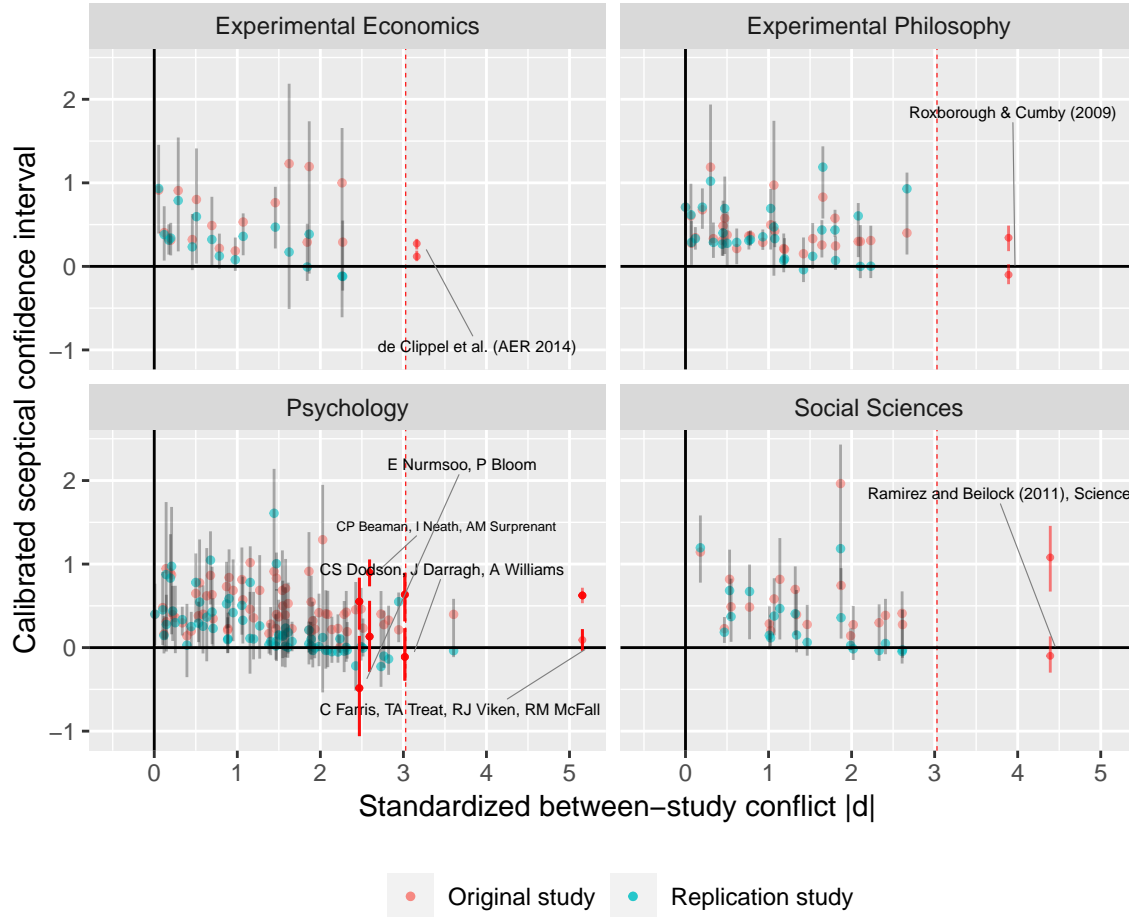 Experimental Economics
Experimental Philosophy
2
1
0
−1
Roxborough & Cumby (2009)
de Clippel et al. (AER 2014)
Calibrated sceptical confidence interval
Psychology
Social Sciences
2
1
0
−1
E Nurmsoo, P Bloom
CP Beaman, I Neath, AM Surprenant
CS Dodson, J Darragh, A Williams
C Farris, TA Treat, RJ Viken, RM McFall
Ramirez and Beilock (2011), Science
0 1 2 3 4 5
0 1 2 3 4 5
Standardized between−study conflict |d|
Original study
Replication study